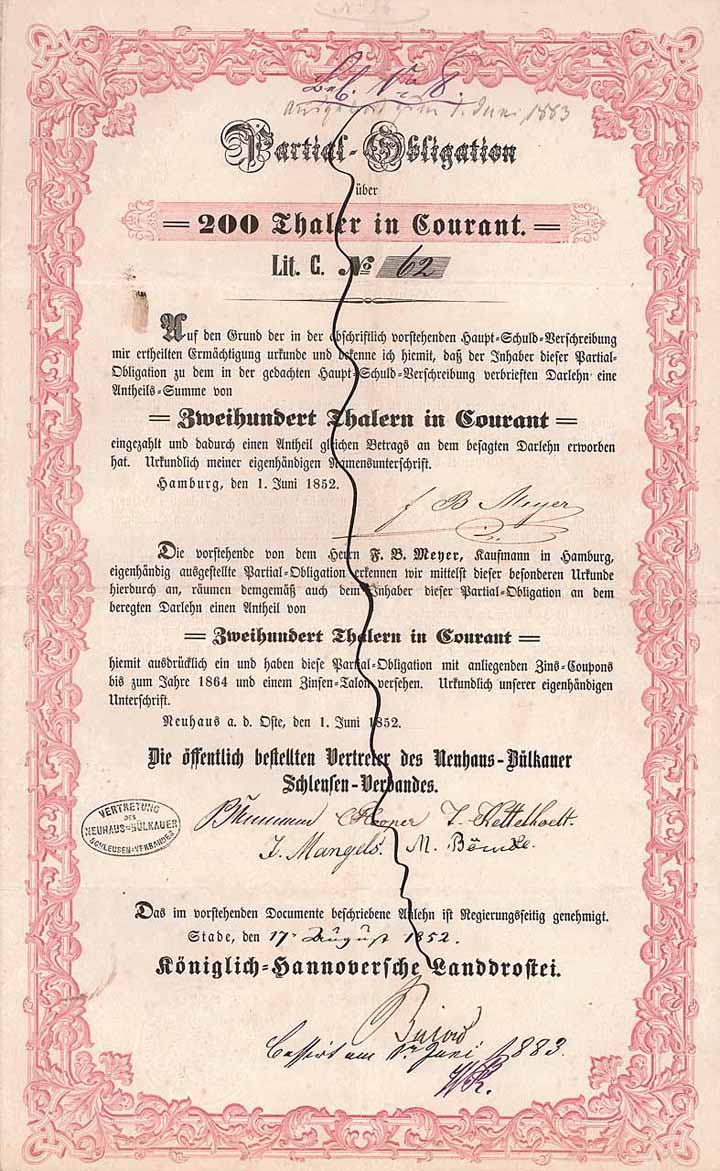 Bel. No 8.
1. Juni 1883
Partial-Obligation
über
200 Thaler in Courant.
Lit. C. No 62
Auf den Grund der in der abschriftlich vorstehenden Haupt-Schuld-Verschreibung
mir ertheilten Ermächtigung urkunde und bekenne ich hiemit, daß der Inhaber dieser Partial-
Obligation zu dem in der gedachten Haupt-Schuld-Verschreibung verbrieften Darlehn eine
Antheils-Summe von
Zweihundert Thalern in Courant
eingezahlt und dadurch einen Antheil gleichen Betrags an dem besagten Darlehn erworben
hat. Urkundlich meiner eigenhändigen Namensunterschrift.
Hamburg, den 1. Juni 1852.
F B Meyer
Die vorstehende von dem Herrn F. B. Meyer, Kaufmann in Hamburg,
eigenhändig ausgestellte Partial-Obligation erkennen wir mittelst dieser besonderen Urkunde
hierdurch an, räumen demgemäß auch dem Inhaber dieser Partial-Obligation an dem
beregten Darlehn einen Antheil von
Zweihundert Thalern in Courant
hiemit ausdrücklich ein und haben diese Partial-Obligation mit anliegenden Zins-Coupons
bis zum Jahre 1864 und einem Zinsen-Talon versehen. Urkundlich unserer eigenhändigen
Unterschrift.
Neuhaus a. d. Oste, den 1. Juni 1852.
Die öffentlich bestellten Vertreter des Neuhaus-Bülkauer
Schleusen-Verbandes.
VERTRETUNG
DES
NEUHAUS-BÜLKAUER
SCHLEUSEN-VERBANDES
J. Kettelhoelt.
J. Mangels. M.
Das im vorstehenden Documente beschriebene Anlehn ist Regierungsseitig genehmigt.
Stade, den 17. August 1852.
Königlich-Hannoversche Landdrostei.
Cassirt am 1. Juni 1883.